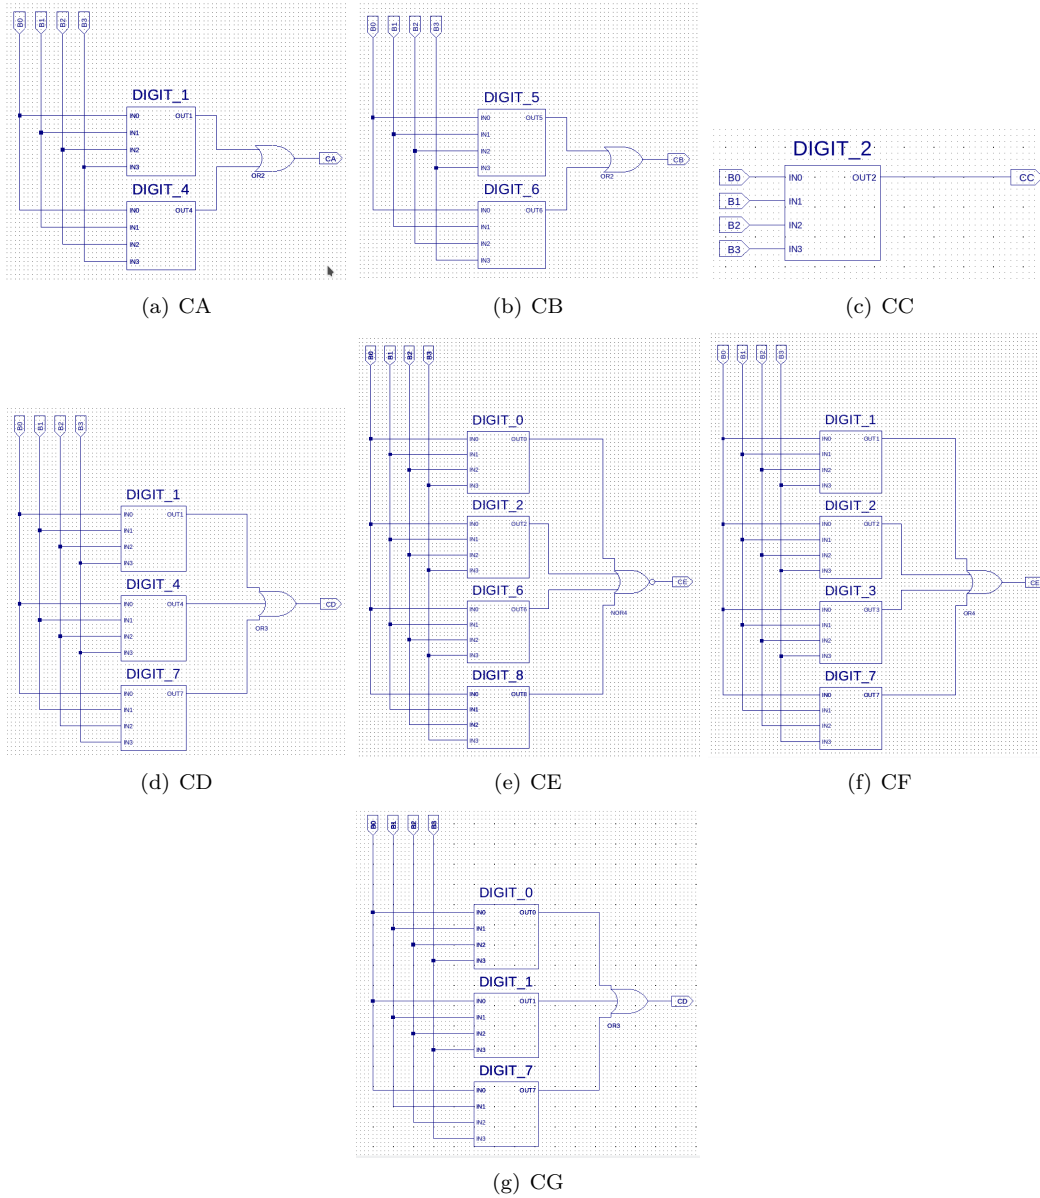 B0 B1 B2 B3
DIGIT_1
IN0 OUT1
IN1
IN2
IN3
CA
OR2
DIGIT_4
IN0 OUT4
IN1
IN2
IN3
(a) CA
B0 B1 B2 B3
DIGIT_5
IN0 OUT5
IN1
IN2
IN3
CB
OR2
DIGIT_6
IN0 OUT6
IN1
IN2
IN3
(b) CB
DIGIT_2
B0 IN0 OUT2 CC
B1 IN1
B2 IN2
B3 IN3
(c) CC
B0 B1 B2 B3
DIGIT_1
IN0 OUT1
IN1
IN2
IN3
DIGIT_4
IN0 OUT4 CD
IN1
OR3
IN2
IN3
DIGIT_7
IN0 OUT7
IN1
IN2
IN3
(d) CD
B0 B1 B2 B3
DIGIT_0
IN0 OUT0
IN1
IN2
IN3
DIGIT_2
IN0 OUT2
IN1
IN2
IN3
CE
DIGIT_6
IN0 OUT6
NOR4
IN1
IN2
IN3
DIGIT_8
IN0 OUT8
IN1
IN2
IN3
(e) CE
B0 B1 B2 B3
DIGIT_1
IN0 OUT1
IN1
IN2
IN3
DIGIT_2
IN0 OUT2
IN1
IN2
IN3
CE
DIGIT_3
IN0 OUT3
OR4
IN1
IN2
IN3
DIGIT_7
IN0 OUT7
IN1
IN2
IN3
(f) CF
B0 B1 B2 B3
DIGIT_0
IN0 OUT0
IN1
IN2
IN3
DIGIT_1
IN0 OUT1 CD
IN1
OR3
IN2
IN3
DIGIT_7
IN0 OUT7
IN1
IN2
IN3
(g) CG